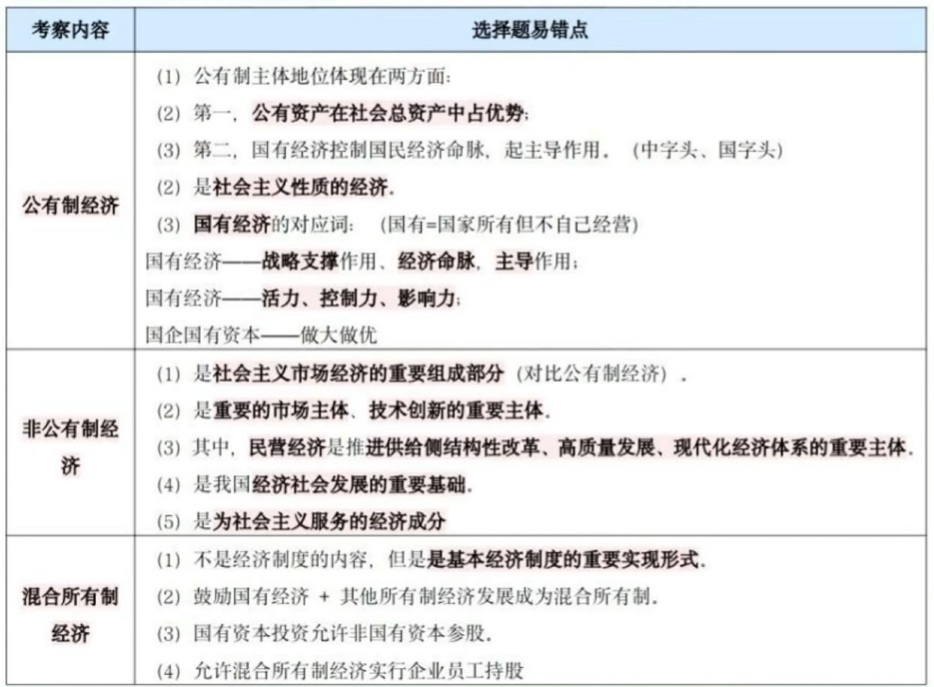 考察内容 选择题易错点
公有制经济
(1) 公有制主体地位体现在两方面:
(2) 第一, 公有资产在社会总资产中占优势;
(3) 第二, 国有经济控制国民经济命脉, 起主导作用。(中字头、国字头)
(2) 是社会主义性质的经济。
(3) 国有经济的对应词: (国有=国家所有但不自己经营)
国有经济——战略支撑作用、经济命脉, 主导作用;
国有经济——活力、控制力、影响力;
国企国有资本——做大做优
非公有制经
济
(1) 是社会主义市场经济的重要组成部分 (对比公有制经济) 。
(2) 是重要的市场主体、技术创新的重要主体。
(3) 其中, 民营经济是推进供给侧结构性改革、高质量发展、现代化经济体系的重要主体.
(4) 是我国经济社会发展的重要基础。
(5) 是为社会主义服务的经济成分
混合所有制
经济
(1) 不是经济制度的内容, 但是是基本经济制度的重要实现形式。
(2) 鼓励国有经济 + 其他所有制经济发展成为混合所有制。
(3) 国有资本投资允许非国有资本参股。
(4) 允许混合所有制经济实行企业员工持股